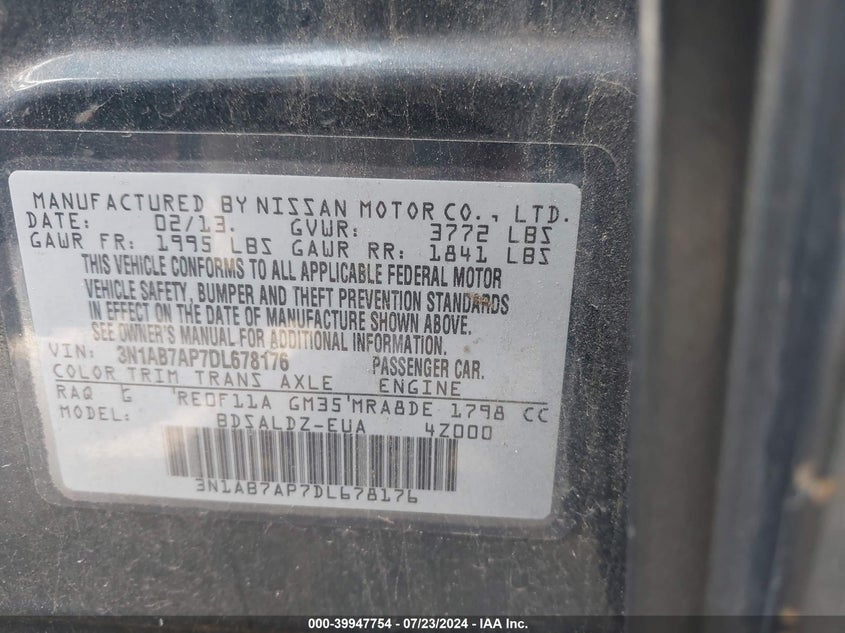 MANUFACTURED BY NISSAN MOTOR CO., LTD.
DATE: 02/13. GVWR: 3772 LBS
GAWR FR: 1995 LBS GAWR RR: 1841 LBS
THIS VEHICLE CONFORMS TO ALL APPLICABLE FEDERAL MOTOR
VEHICLE SAFETY, BUMPER AND THEFT PREVENTION STANDARDS
IN EFFECT ON THE DATE OF MANUFACTURE SHOWN ABOVE.
SEE OWNER'S MANUAL FOR ADDITIONAL INFORMATION.
VIN: 3N1AB7AP7DL678176 PASSENGER CAR.
COLOR TRIM TRANS AXLE ENGINE
RAQ G RE0F11A GM35 MRA8DE 1798 CC
MODEL: BDSALDZ-EUA 4Z000
3N1AB7AP7DL678176
000-39947754 - 07/23/2024 - IAA Inc.